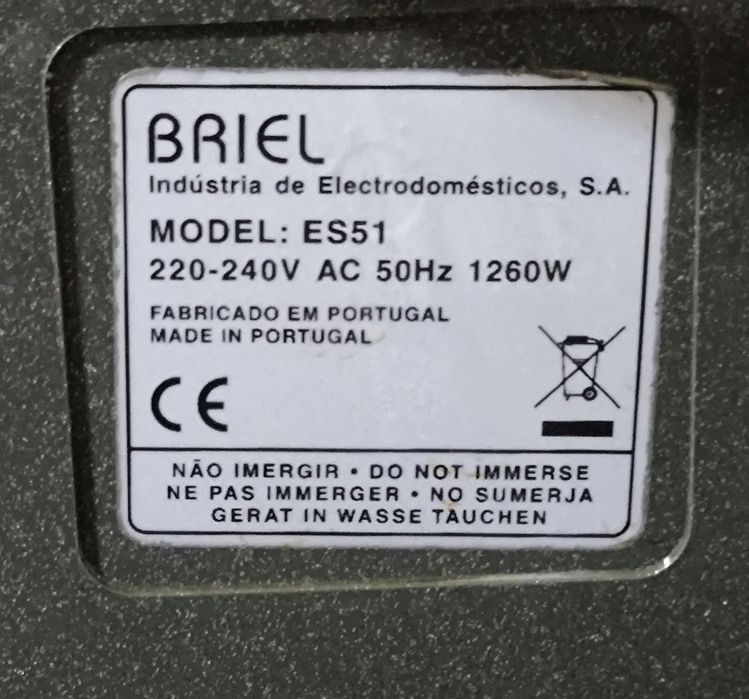 BRIEL
Indústria de Electrodomésticos, S.A.
MODEL: ES51
220-240V AC 50Hz 1260W
FABRICADO EM PORTUGAL
MADE IN PORTUGAL
CE
NÃO IMERGIR • DO NOT IMMERSE
NE PAS IMMERGER • NO SUMERJA
GERAT IN WASSE TAUCHEN